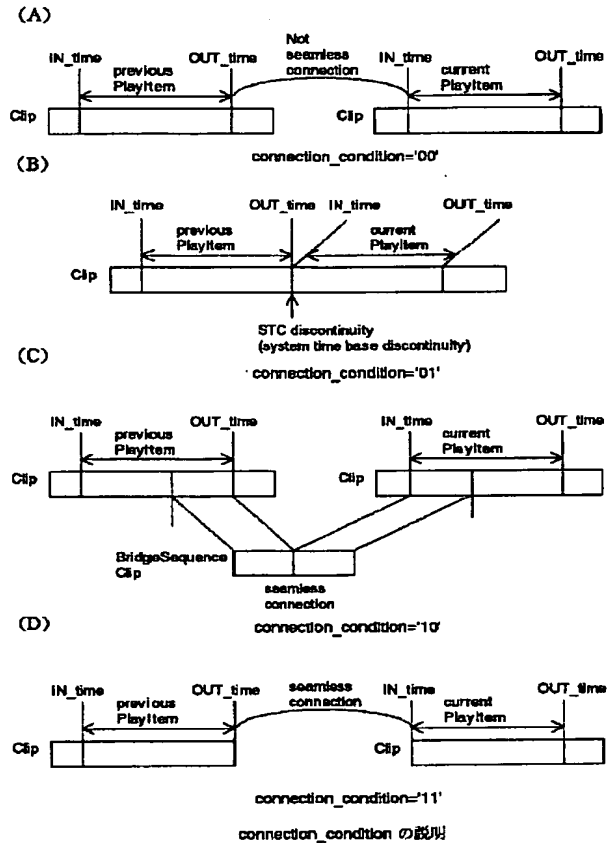 (A)
Not
seamless
connection
IN_time
OUT_time
IN_time
OUT_time
previous
PlayItem
current
PlayItem
Clip
Clip
connection_condition='00'
(B)
IN_time
OUT_time
IN_time
OUT_time
previous
PlayItem
current
PlayItem
Clip
STC discontinuity
(system time base discontinuity)
connection_condition='01'
(C)
IN_time
OUT_time
IN_time
OUT_time
previous
PlayItem
current
PlayItem
Clip
Clip
BridgeSequence
Clip
seamless
connection
connection_condition='10'
(D)
IN_time
OUT_time
seamless
connection
IN_time
OUT_time
previous
PlayItem
current
PlayItem
Clip
Clip
connection_condition='11'
connection_condition の説明